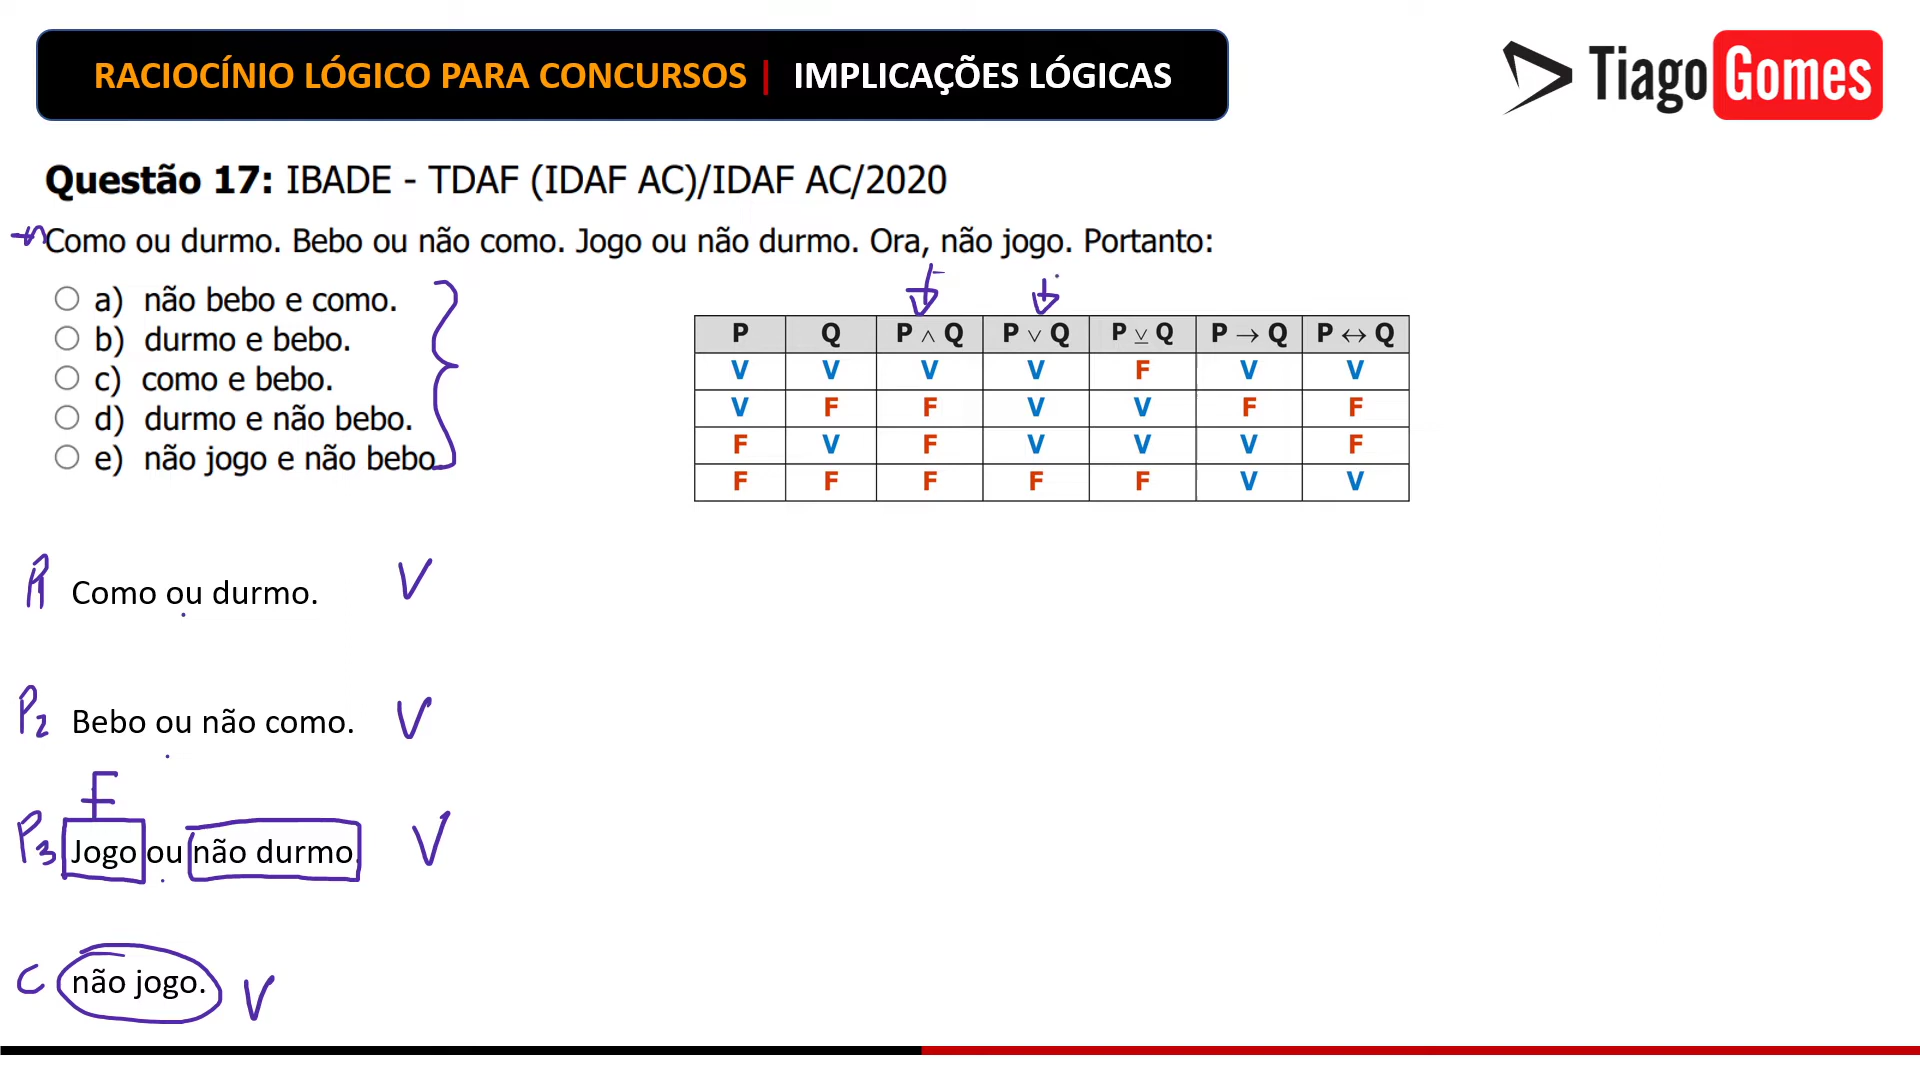 RACIOCÍNIO LÓGICO PARA CONCURSOS | IMPLICAÇÕES LÓGICAS
Tiago Gomes
Questão 17: IBADE - TDAF (IDAF AC)/IDAF AC/2020
Como ou durmo. Bebo ou não como. Jogo ou não durmo. Ora, não jogo. Portanto:
a) não bebo e como.
b) durmo e bebo.
c) como e bebo.
d) durmo e não bebo.
e) não jogo e não bebo
P Q P ∧ Q P ∨ Q P ⊻ Q P → Q P ↔ Q
V V V V F V V
V F F V V F F
F V F V V V F
F F F F F V V
P1 Como ou durmo. V
P2 Bebo ou não como. V
F
P3 Jogo ou não durmo. V
C não jogo. V